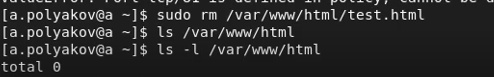 [a.polyakov@a ~]$ sudo rm /var/www/html/test.html
[a.polyakov@a ~]$ ls /var/www/html
[a.polyakov@a ~]$ ls -l /var/www/html
total 0